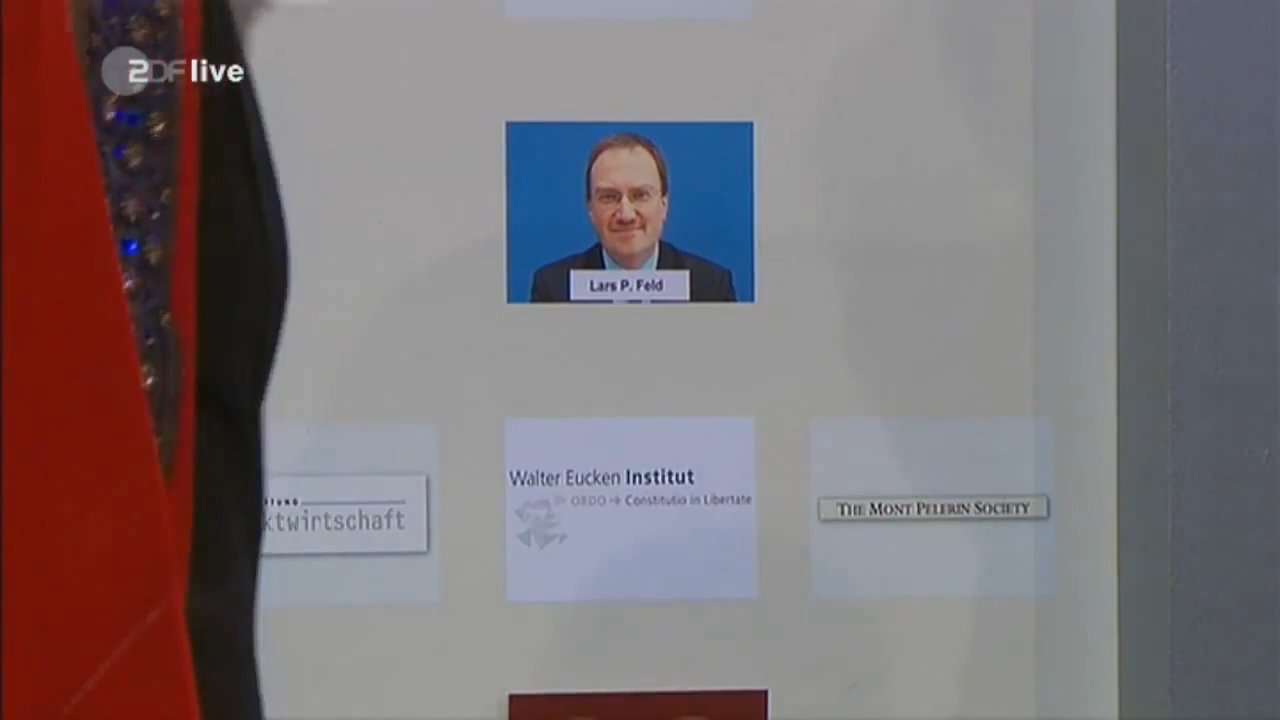 ZDF live
Lars P. Feld
ktwirtschaft
Walter Eucken Institut
ORDO → Constitutio in Libertate
THE MONT PELERIN SOCIETY